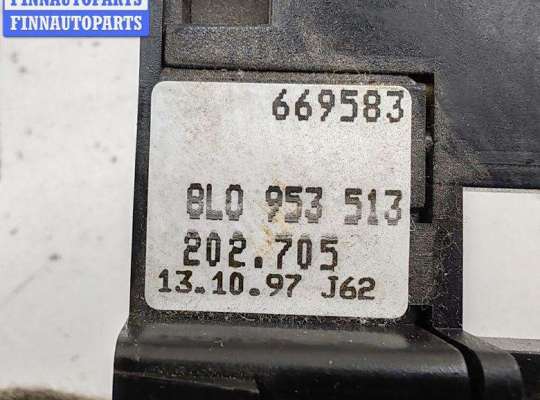 FINNAUTOPARTS
FINNAUTOPARTS
669583
8L0 953 513
202.705
13.10.97 J62